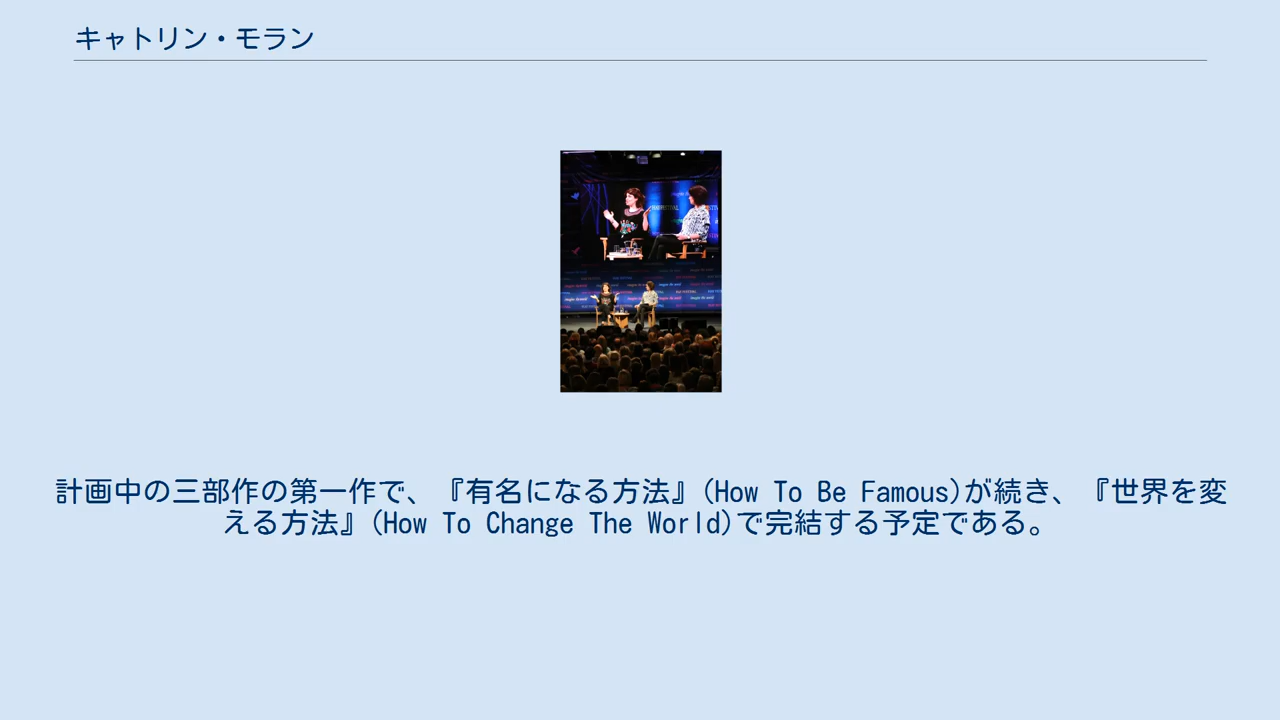 キャトリン・モラン
計画中の三部作の第一作で、『有名になる方法』(How To Be Famous)が続き、『世界を変
える方法』(How To Change The World)で完結する予定である。